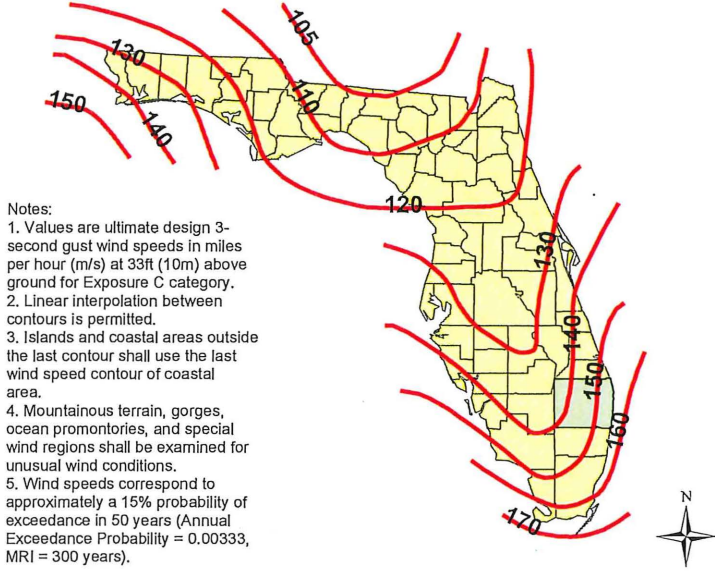 105
130
110
150
140
120
Notes:
1. Values are ultimate design 3-
second gust wind speeds in miles
per hour (m/s) at 33ft (10m) above
ground for Exposure C category.
2. Linear interpolation between
contours is permitted.
3. Islands and coastal areas outside
the last contour shall use the last
wind speed contour of coastal
area.
4. Mountainous terrain, gorges,
ocean promontories, and special
wind regions shall be examined for
unusual wind conditions.
5. Wind speeds correspond to
approximately a 15% probability of
exceedance in 50 years (Annual
Exceedance Probability = 0.00333,
MRI = 300 years).
130
140
150
160
170
N